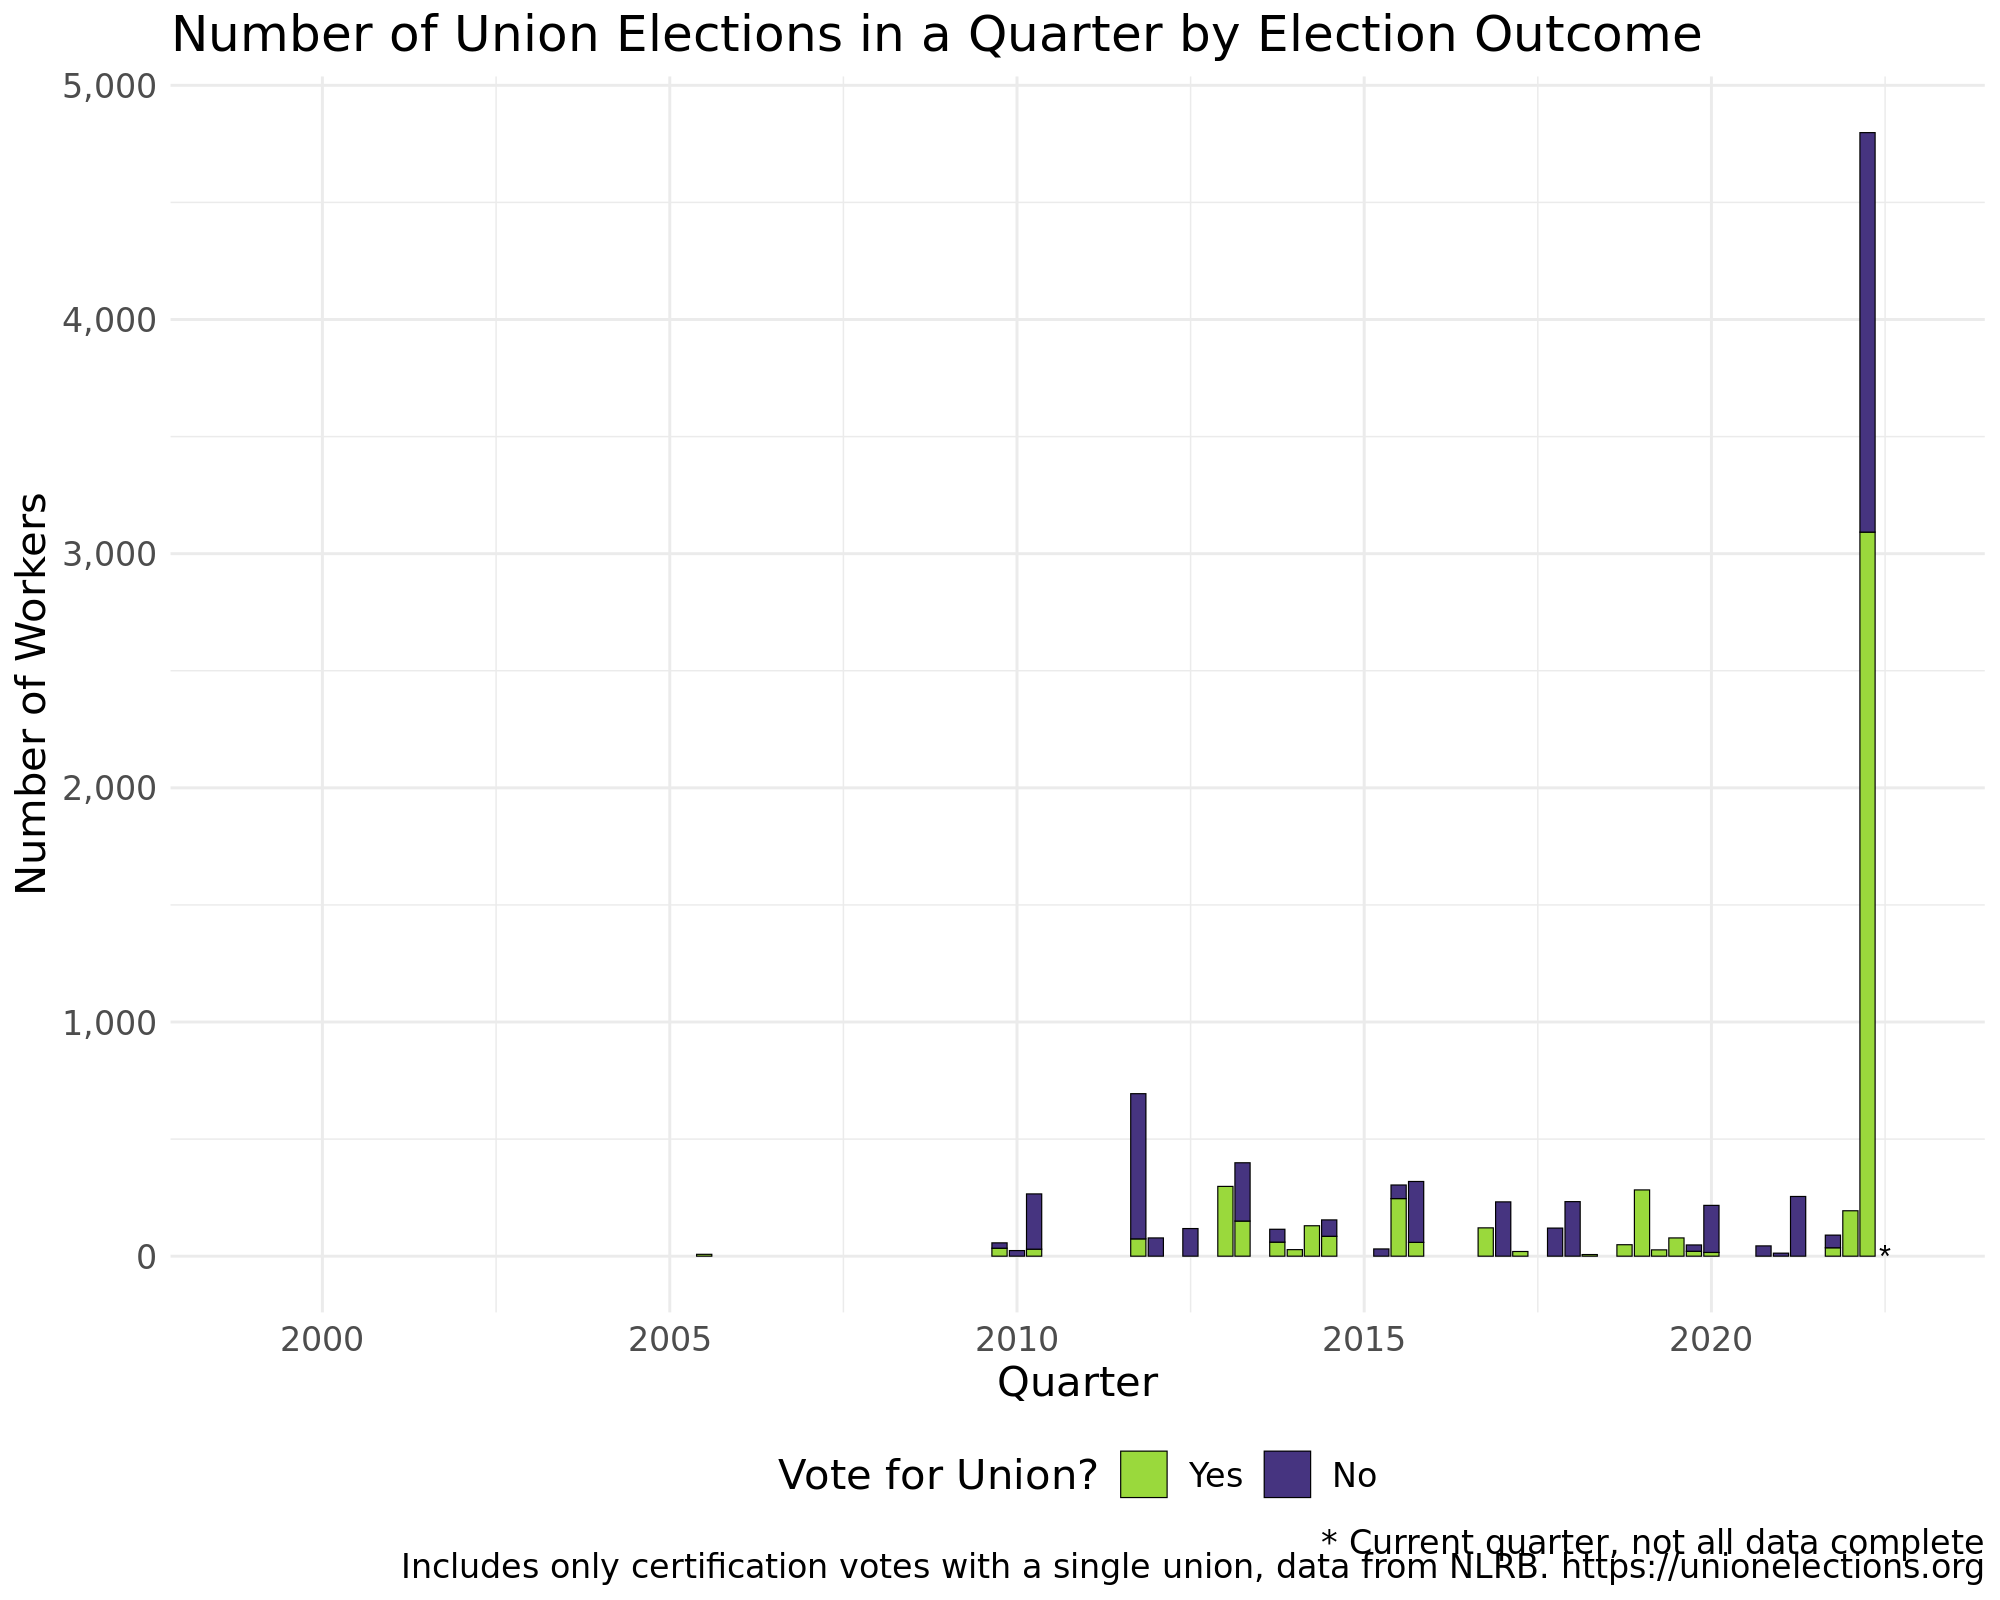 Number of Union Elections in a Quarter by Election Outcome
5,000
4,000
3,000
2,000
1,000
0
Number of Workers
*
2000 2005 2010 2015 2020
Quarter
Vote for Union? Yes No
* Current quarter, not all data complete
Includes only certification votes with a single union, data from NLRB. https://unionelections.org